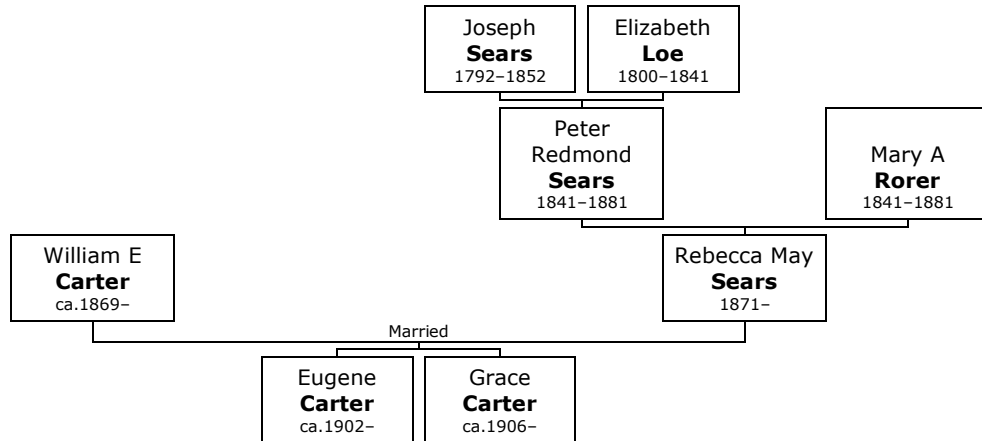 Joseph
Sears
1792–1852
Elizabeth
Loe
1800–1841
Peter
Redmond
Sears
1841–1881
Mary A
Rorer
1841–1881
William E
Carter
ca.1869–
Rebecca May
Sears
1871–
Married
Eugene
Carter
ca.1902–
Grace
Carter
ca.1906–